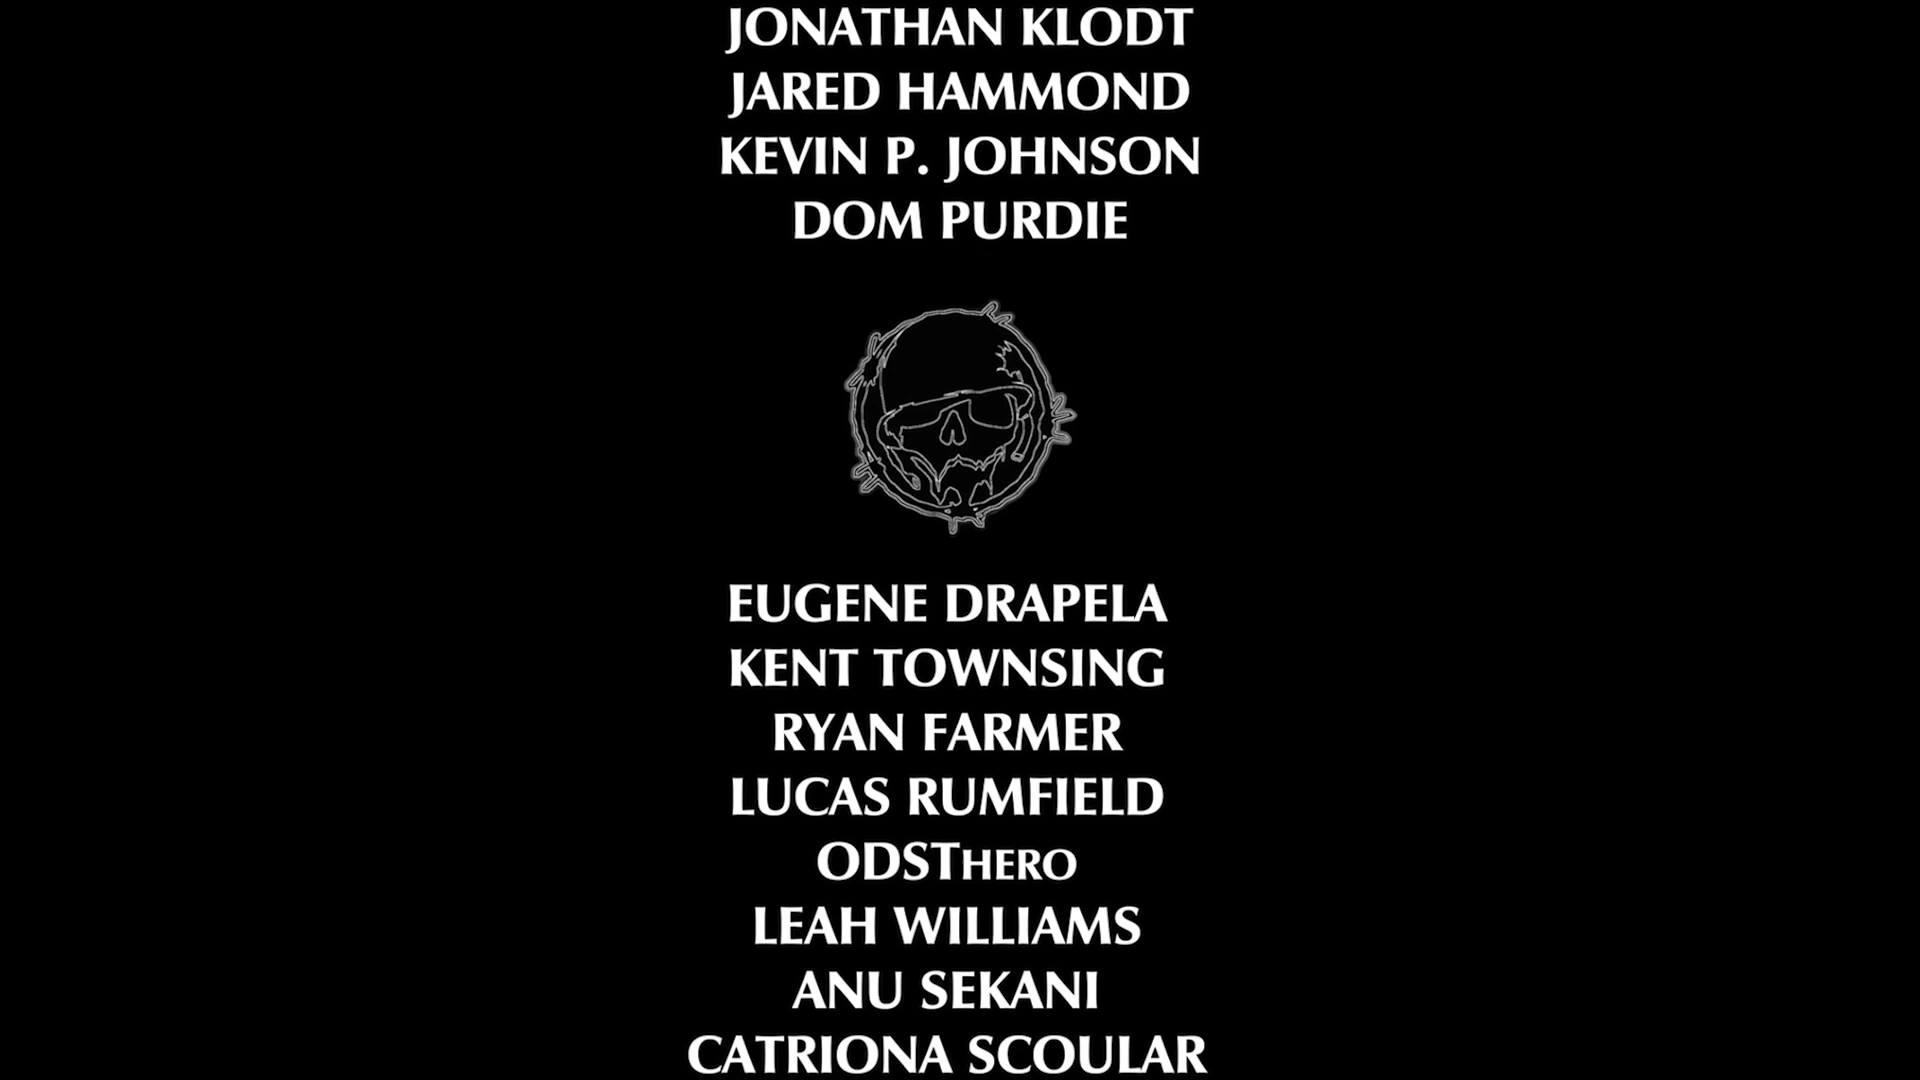 JONATHAN KLODT
JARED HAMMOND
KEVIN P. JOHNSON
DOM PURDIE
EUGENE DRAPELA
KENT TOWNSING
RYAN FARMER
LUCAS RUMFIELD
ODSTHERO
LEAH WILLIAMS
ANU SEKANI
CATRIONA SCOULAR